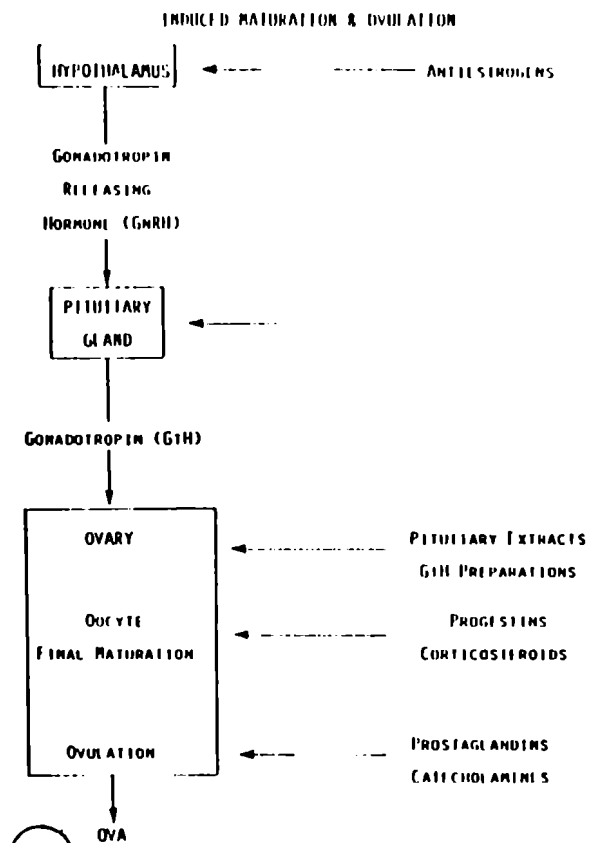 INDUCED MATURATION & OVULATION
HYPOTHALAMUS
ANTIESTROGENS
GONADOTROPIN
RELEASING
HORMONE (GNRH)
PITUITARY
GLAND
GONADOTROPIN (GTH)
OVARY
PITUITARY EXTRACTS
GTH PREPARATIONS
OOCYTE
FINAL MATURATION
PROGESTINS
CORTICOSTEROIDS
OVULATION
PROSTAGLANDINS
CATECHOLAMINES
OVA